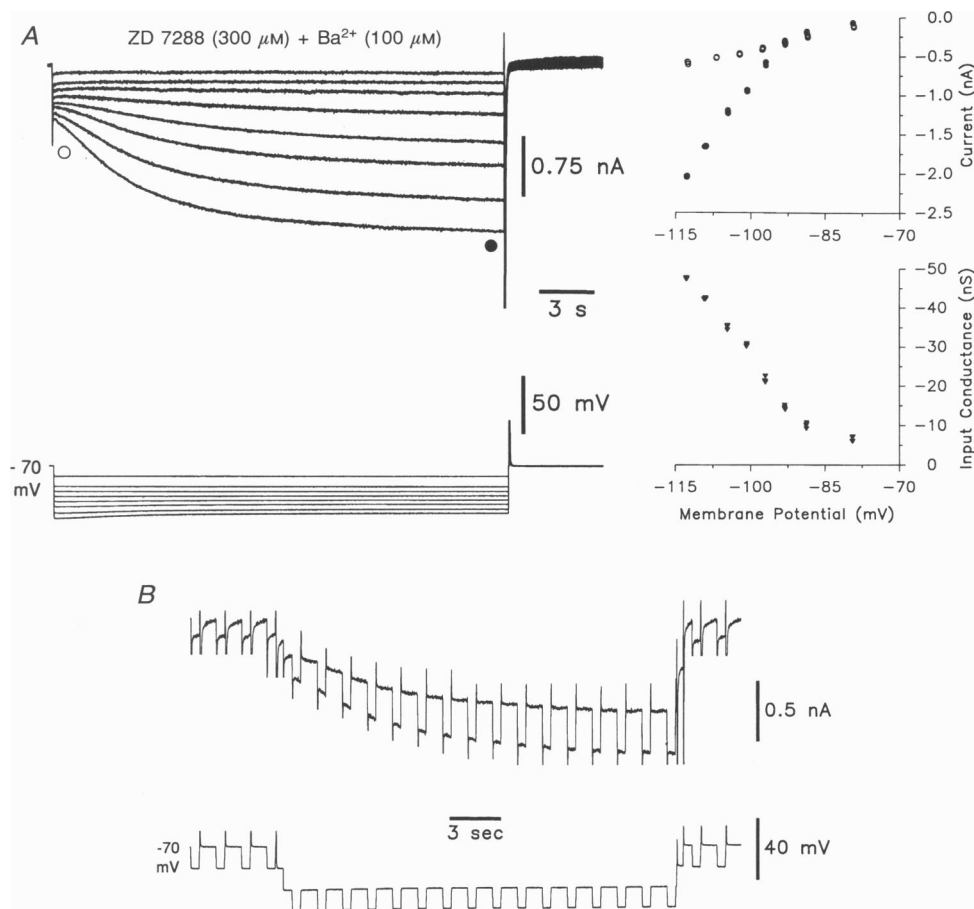 A
ZD 7288 (300 µM) + Ba²⁺ (100 µM)
0.75 nA
3 s
50 mV
-70
mV
0.0
-0.5
-1.0
-1.5
-2.0
-2.5
Current (nA)
-115 -100 -85 -70
-50
-40
-30
-20
-10
0
Input Conductance (nS)
-115 -100 -85 -70
Membrane Potential (mV)
B
0.5 nA
3 sec
-70
mV
40 mV